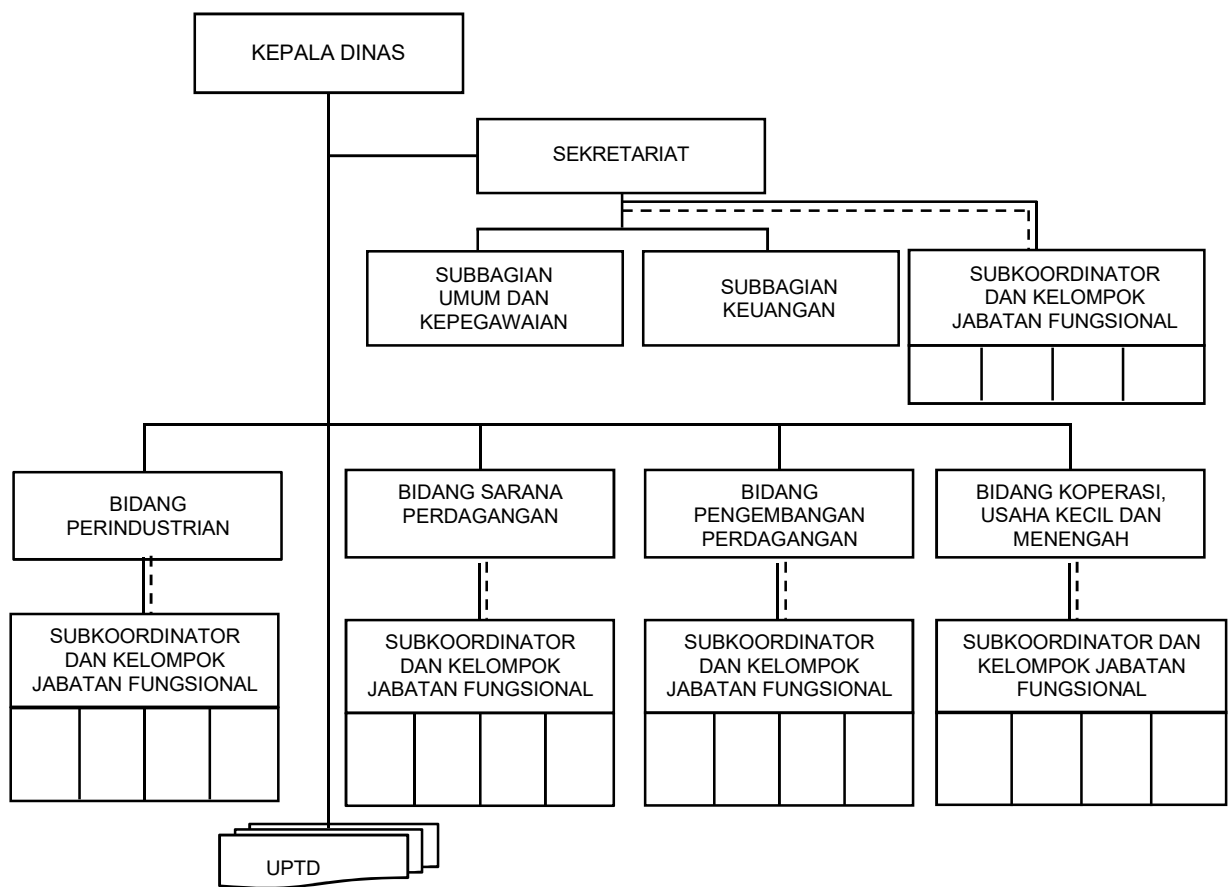 KEPALA DINAS
SEKRETARIAT
SUBBAGIAN
UMUM DAN
KEPEGAWAIAN
SUBBAGIAN
KEUANGAN
SUBKOORDINATOR
DAN KELOMPOK
JABATAN FUNGSIONAL
BIDANG
PERINDUSTRIAN
BIDANG SARANA
PERDAGANGAN
BIDANG
PENGEMBANGAN
PERDAGANGAN
BIDANG KOPERASI,
USAHA KECIL DAN
MENENGAH
SUBKOORDINATOR
DAN KELOMPOK
JABATAN FUNGSIONAL
SUBKOORDINATOR
DAN KELOMPOK
JABATAN FUNGSIONAL
SUBKOORDINATOR
DAN KELOMPOK
JABATAN FUNGSIONAL
SUBKOORDINATOR DAN
KELOMPOK JABATAN
FUNGSIONAL
UPTD